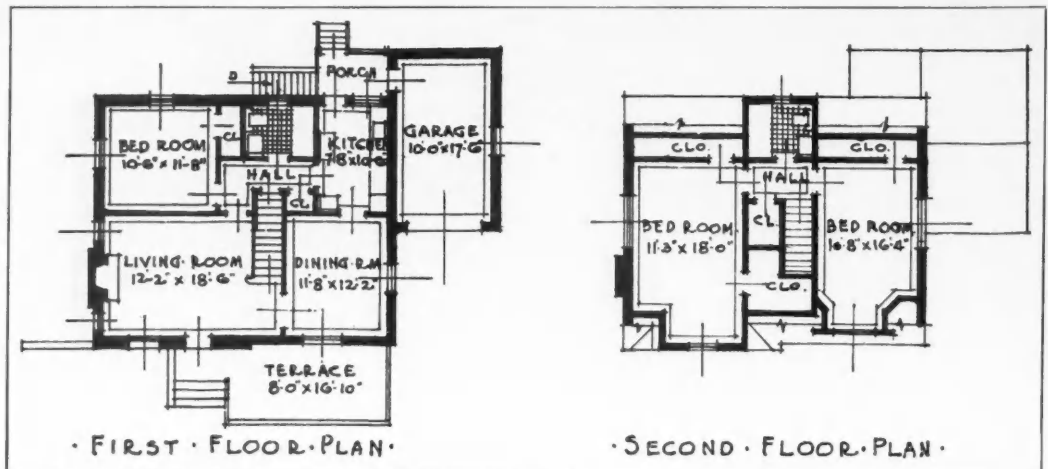 D
PORCH
BED ROOM
10'-6" x 11'-8"
CL.
KITCHEN
7'8" x 10'-6"
GARAGE
10'-0" x 17'-6"
HALL
CL.
LIVING ROOM
12'-2" x 18'-6"
DINING·RM
11'-8" x 12'-2"
TERRACE
8'-0" x 16'-10"
· FIRST · FLOOR · PLAN ·
CLO.
CLO.
HALL
BED ROOM
11'-3" x 18'-0"
CL.
BED ROOM
x 16'-4"
CLO.
· SECOND · FLOOR · PLAN ·